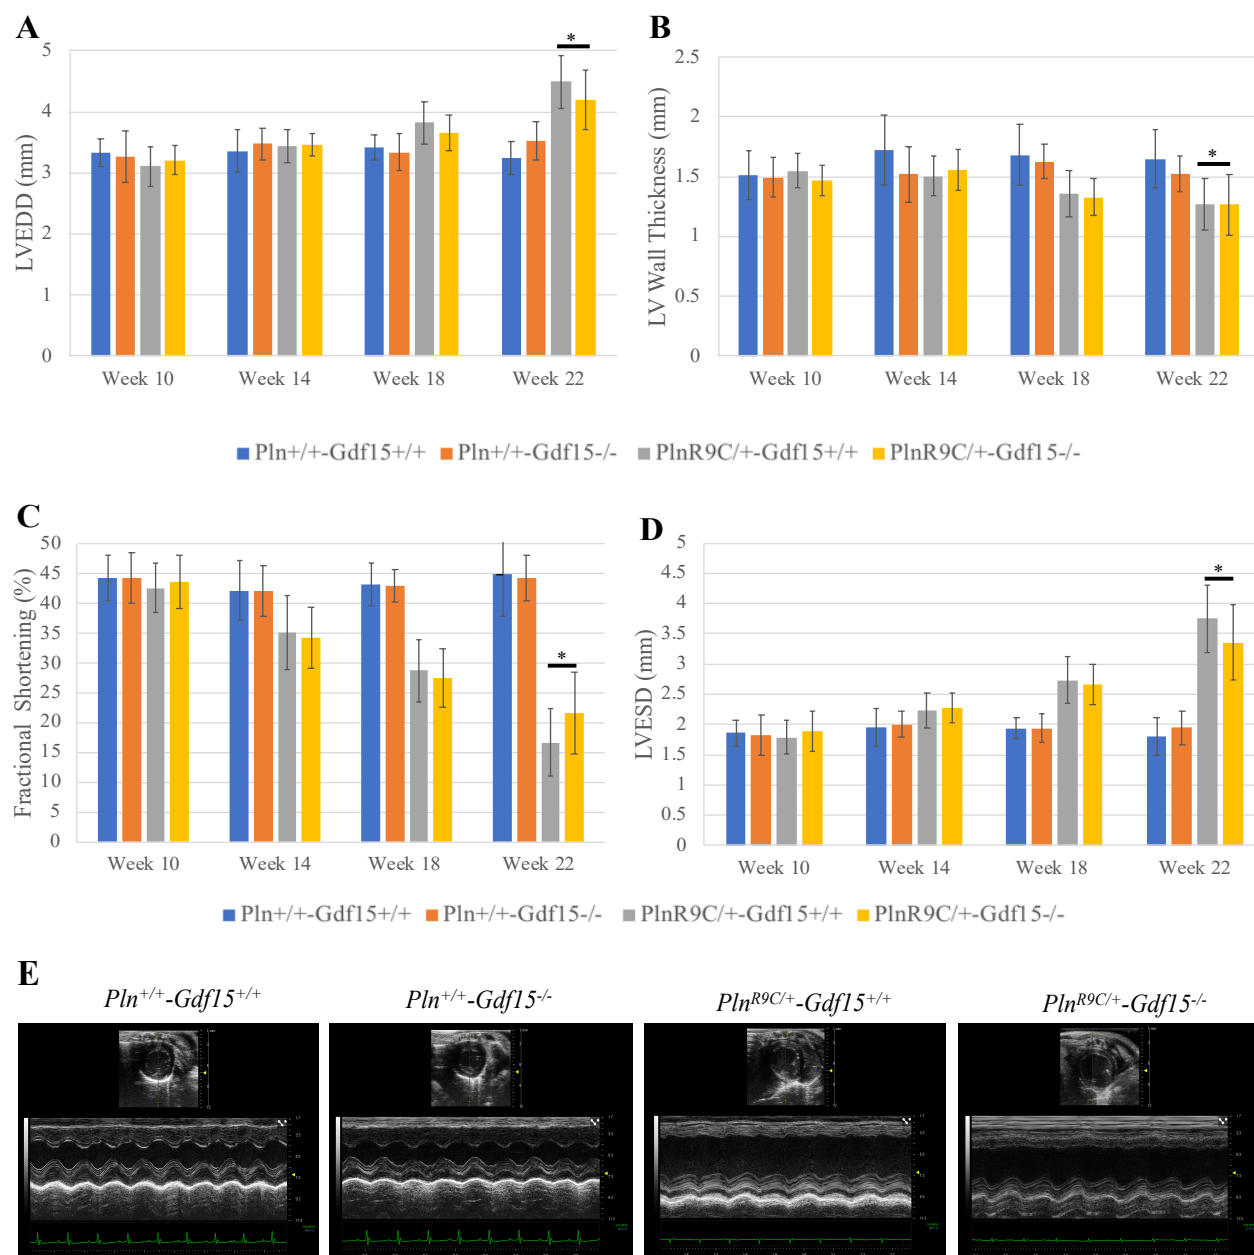 A
B
*
5
4
3
2
1
0
LVEDD (mm)
Week 10
Week 14
Week 18
Week 22
*
2.5
2
1.5
1
0.5
0
LV Wall Thickness (mm)
Week 10
Week 14
Week 18
Week 22
Pln+/+-Gdf15+/+ Pln+/+-Gdf15-/- PlnR9C/+-Gdf15+/+ PlnR9C/+-Gdf15-/-
C
D
*
50
45
40
35
30
25
20
15
10
5
0
Fractional Shortening (%)
Week 10
Week 14
Week 18
Week 22
*
5
4.5
4
3.5
3
2.5
2
1.5
1
0.5
0
LVESD (mm)
Week 10
Week 14
Week 18
Week 22
Pln+/+-Gdf15+/+ Pln+/+-Gdf15-/- PlnR9C/+-Gdf15+/+ PlnR9C/+-Gdf15-/-
E
Pln+/+-Gdf15+/+
Pln+/+-Gdf15-/-
PlnR9C/+-Gdf15+/+
PlnR9C/+-Gdf15-/-